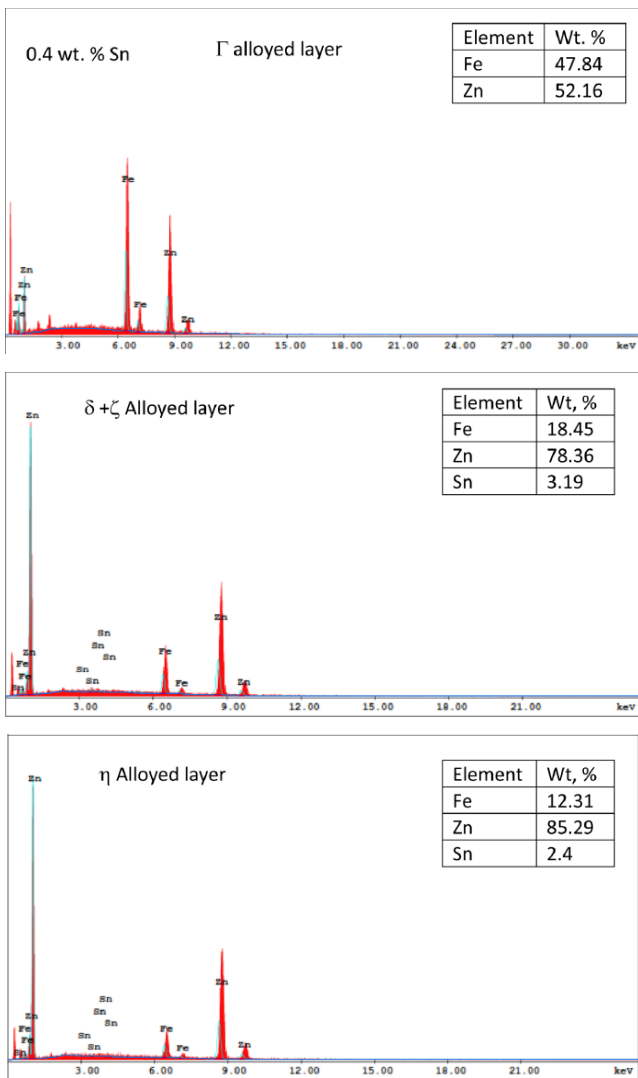 0.4 wt. % Sn
Γ alloyed layer
Element Wt. %
Fe 47.84
Zn 52.16
Fe
Zn
Zn
Zn
Fe
Fe
Fe
Zn
3.00 6.00 9.00 12.00 15.00 18.00 21.00 24.00 27.00 30.00 keV
δ +ζ Alloyed layer
Element Wt, %
Fe 18.45
Zn 78.36
Sn 3.19
Zn
Zn
Sn
Sn
Sn
Zn
Fe
Fe
Fe
Sn
Sn
Sn
Fe
Zn
3.00 6.00 9.00 12.00 15.00 18.00 21.00 keV
η Alloyed layer
Element Wt, %
Fe 12.31
Zn 85.29
Sn 2.4
Zn
Zn
Sn
Sn
Sn
Zn
Fe
Fe
Fe
Sn
Sn
Sn
Fe
Zn
3.00 6.00 9.00 12.00 15.00 18.00 21.00 keV